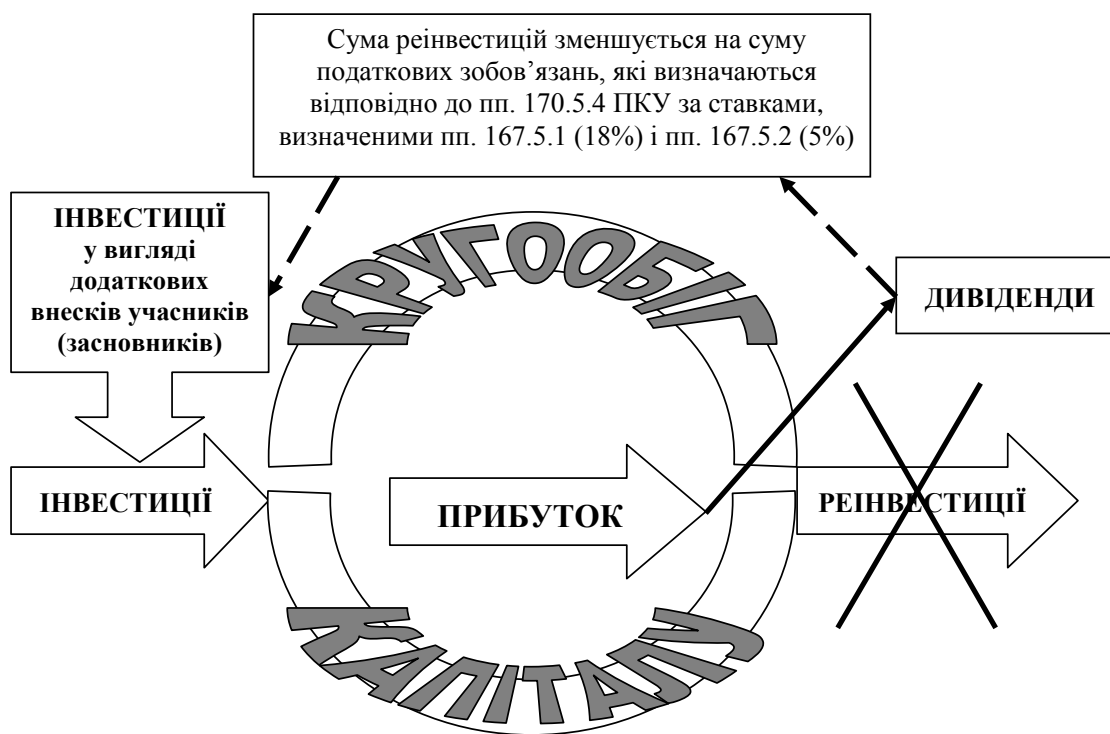 Сума реінвестицій зменшується на суму
податкових зобов’язань, які визначаються
відповідно до пп. 170.5.4 ПКУ за ставками,
визначеними пп. 167.5.1 (18%) і пп. 167.5.2 (5%)
ІНВЕСТИЦІЇ
у вигляді
додаткових
внесків учасників
(засновників)
КРУГООБІГ
ДИВІДЕНДИ
ІНВЕСТИЦІЇ
ПРИБУТОК
РЕІНВЕСТИЦІЇ
КАПІТАЛУ